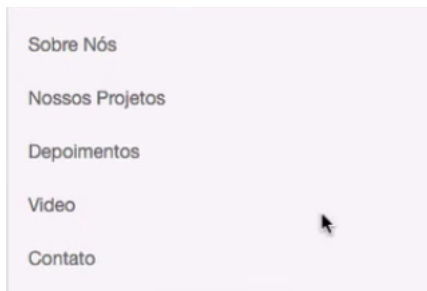 Sobre Nós
Nossos Projetos
Depoimentos
Video
Contato